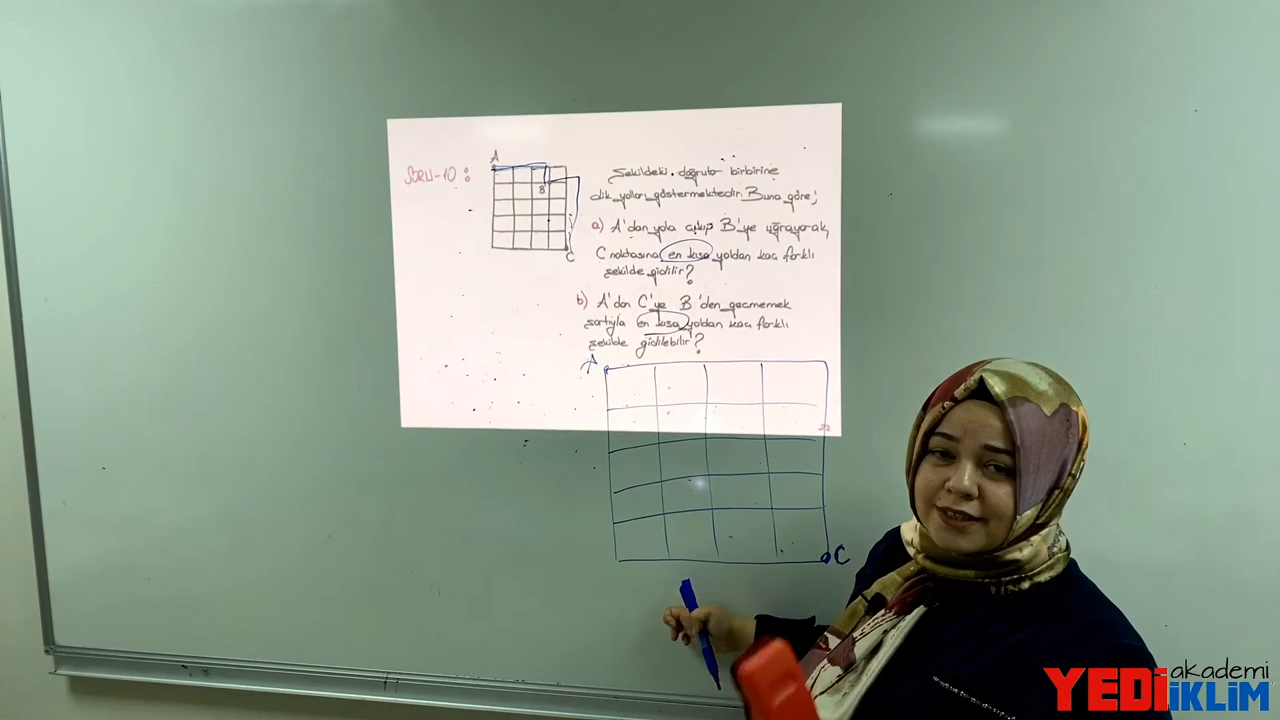 A
SORU-10:
B
C
Şekildeki doğrular birbirine
dik yolları göstermektedir. Buna göre;
a) A'dan yola çıkıp B'ye uğrayarak,
C noktasına en kısa yoldan kaç farklı
şekilde gidilir?
b) A'dan C'ye B'den geçmemek
şartıyla en kısa yoldan kaç farklı
şekilde gidilebilir?
A
C
YEDİ akademi
İKLİM